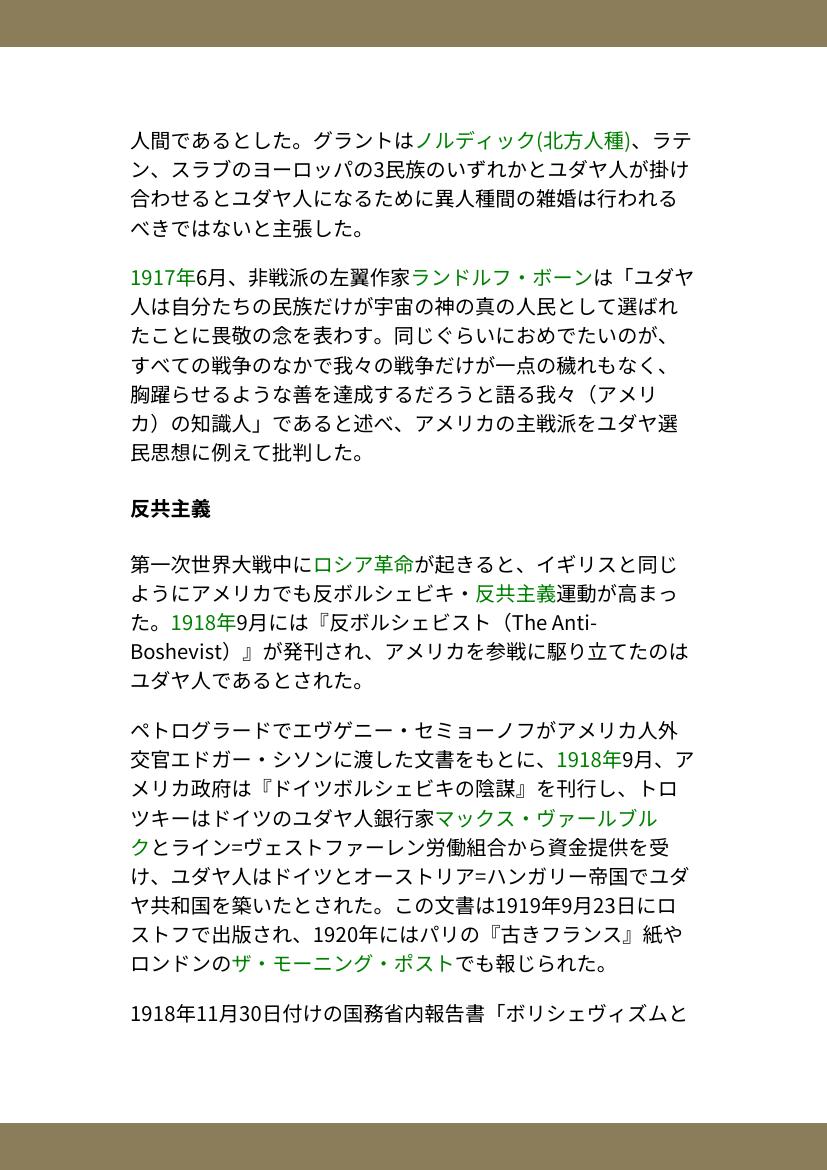 人間であるとした。グラントはノルディック(北方人種)、ラテ
ン、スラブのヨーロッパの3民族のいずれかとユダヤ人が掛け
合わせるとユダヤ人になるために異人種間の雑婚は行われる
べきではないと主張した。
1917年6月、非戦派の左翼作家ランドルフ・ボーンは「ユダヤ
人は自分たちの民族だけが宇宙の神の真の人民として選ばれ
たことに畏敬の念を表わす。同じぐらいにおめでたいのが、
すべての戦争のなかで我々の戦争だけが一点の穢れもなく、
胸躍らせるような善を達成するだろうと語る我々（アメリ
カ）の知識人」であると述べ、アメリカの主戦派をユダヤ選
民思想に例えて批判した。
反共主義
第一次世界大戦中にロシア革命が起きると、イギリスと同じ
ようにアメリカでも反ボルシェビキ・反共主義運動が高まっ
た。1918年9月には『反ボルシェビスト（The Anti-
Boshevist）』が発刊され、アメリカを参戦に駆り立てたのは
ユダヤ人であるとされた。
ペトログラードでエヴゲニー・セミョーノフがアメリカ人外
交官エドガー・シソンに渡した文書をもとに、1918年9月、ア
メリカ政府は『ドイツボルシェビキの陰謀』を刊行し、トロ
ツキーはドイツのユダヤ人銀行家マックス・ヴァールブル
クとライン=ヴェストファーレン労働組合から資金提供を受
け、ユダヤ人はドイツとオーストリア=ハンガリー帝国でユダ
ヤ共和国を築いたとされた。この文書は1919年9月23日にロ
ストフで出版され、1920年にはパリの『古きフランス』紙や
ロンドンのザ・モーニング・ポストでも報じられた。
1918年11月30日付けの国務省内報告書「ボリシェヴィズムと